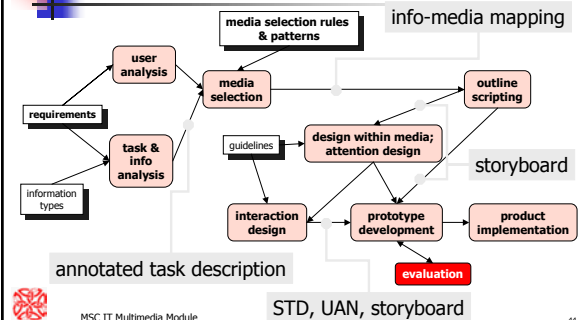 info-media mapping
media selection rules
& patterns
user
analysis
media
selection
outline
scripting
requirements
task &
info
analysis
guidelines
design within media;
attention design
storyboard
information
types
interaction
design
prototype
development
product
implementation
annotated task description
evaluation
STD, UAN, storyboard
MSC IT Multimedia Module